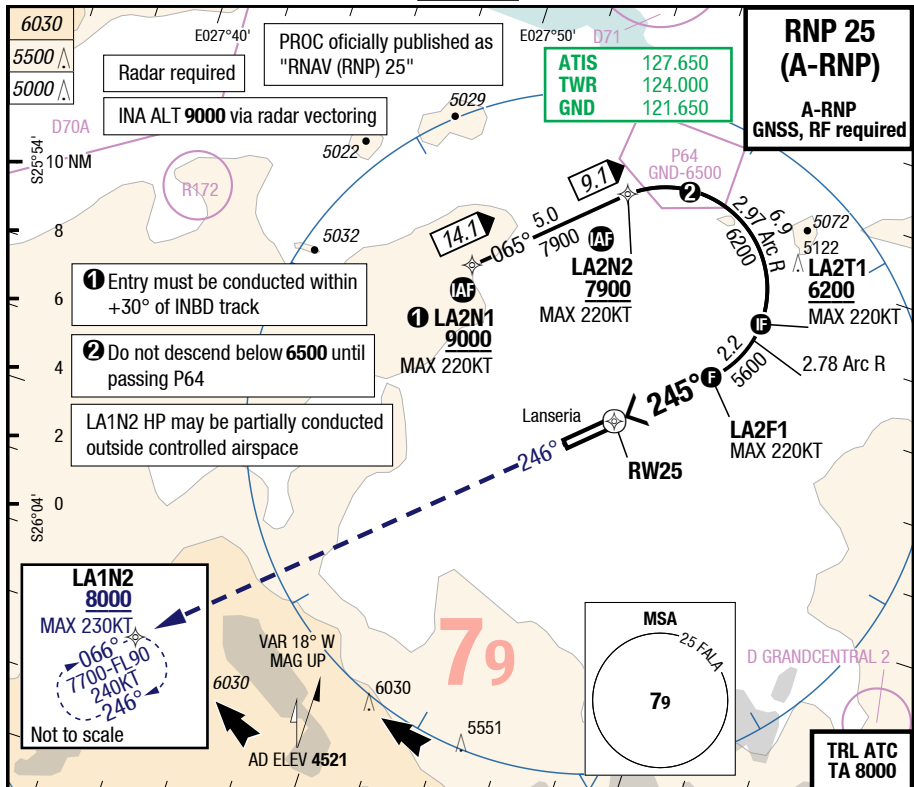 6030
5500
5000
E027°40'
E027°50'
PROC oficially published as
"RNAV (RNP) 25"
Radar required
INA ALT 9000 via radar vectoring
D71
ATIS 127.650
TWR 124.000
GND 121.650
RNP 25
(A-RNP)
A-RNP
GNSS, RF required
D70A
S25°54'
10 NM
8
6
4
2
0
S26°04'
R172
5029
5022
5032
P64
GND-6500
9.1
14.1
065°
5.0
7900
2
2.97 Arc R
6.9
6200
5072
5122
IAF
LA2N2
7900
MAX 220KT
LA2T1
6200
MAX 220KT
IAF
1 LA2N1
9000
MAX 220KT
IF
2.78 Arc R
2.2
5600
F
LA2F1
MAX 220KT
245°
Lanseria
RW25
246°
1 Entry must be conducted within
+30° of INBD track
2 Do not descend below 6500 until
passing P64
LA1N2 HP may be partially conducted
outside controlled airspace
LA1N2
8000
MAX 230KT
066°
7700-FL90
240KT
246°
Not to scale
VAR 18° W
MAG UP
6030
6030
5551
AD ELEV 4521
79
MSA
25 FALA
79
D GRANDCENTRAL 2
TRL ATC
TA 8000